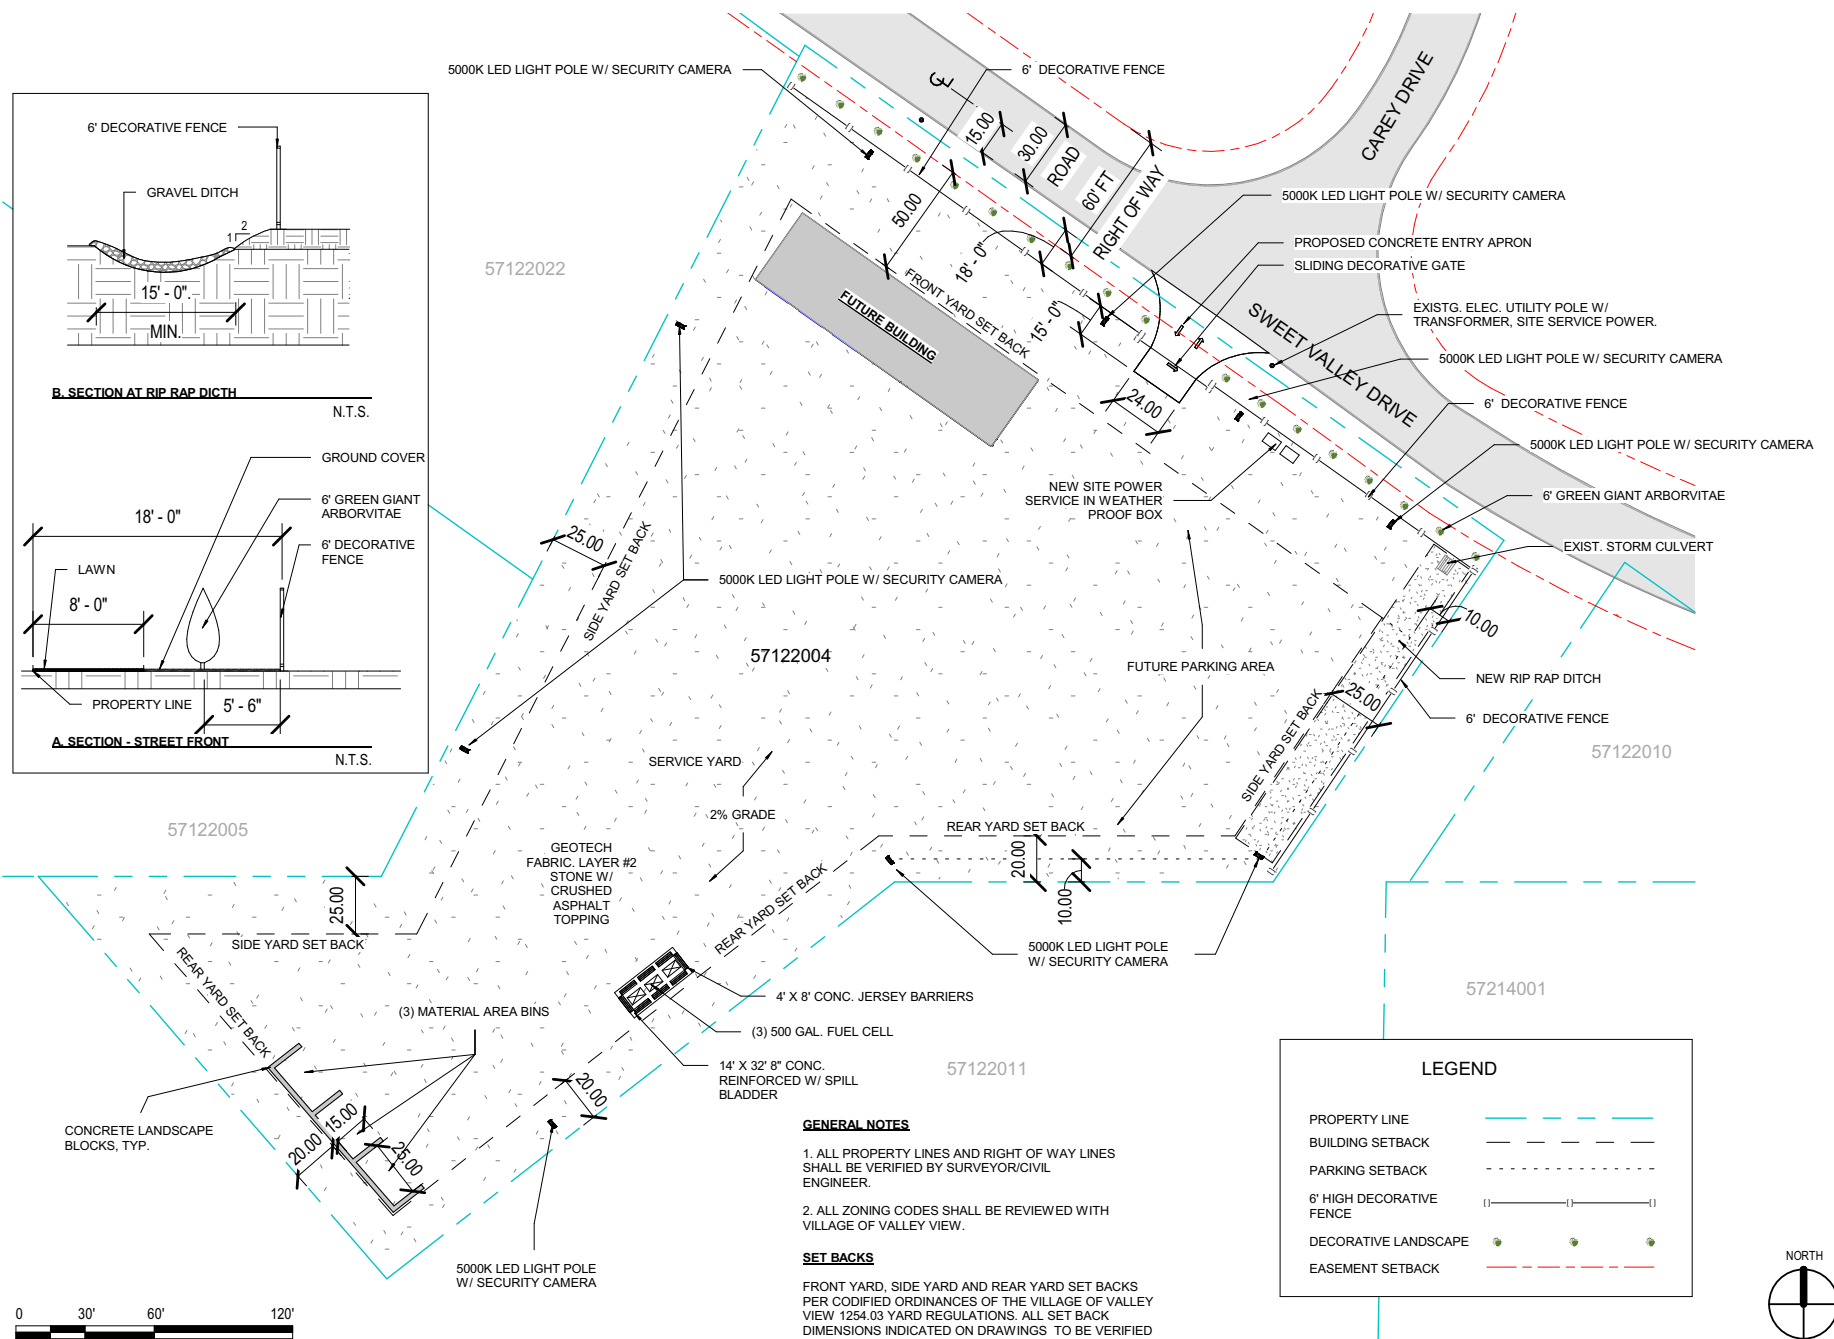 5000K LED LIGHT POLE W/ SECURITY CAMERA
6' DECORATIVE FENCE
CAREY DRIVE
15.00
30.00
ROAD
60' FT
RIGHT OF WAY
50.00
5000K LED LIGHT POLE W/ SECURITY CAMERA
PROPOSED CONCRETE ENTRY APRON
SLIDING DECORATIVE GATE
EXISTG. ELEC. UTILITY POLE W/
TRANSFORMER, SITE SERVICE POWER.
5000K LED LIGHT POLE W/ SECURITY CAMERA
6' DECORATIVE FENCE
5000K LED LIGHT POLE W/ SECURITY CAMERA
6' GREEN GIANT ARBORVITAE
EXIST. STORM CULVERT
SWEET VALLEY DRIVE
18' - 0"
15' - 0"
24.00
FRONT YARD SET BACK
FUTURE BUILDING
57122022
6' DECORATIVE FENCE
GRAVEL DITCH
2
1
15' - 0".
MIN.
B. SECTION AT RIP RAP DICTH
N.T.S.
GROUND COVER
6' GREEN GIANT
ARBORVITAE
18' - 0"
6' DECORATIVE
FENCE
LAWN
8' - 0"
PROPERTY LINE
5' - 6"
A. SECTION - STREET FRONT
N.T.S.
NEW SITE POWER
SERVICE IN WEATHER
PROOF BOX
25.00
SIDE YARD SET BACK
5000K LED LIGHT POLE W/ SECURITY CAMERA
57122004
FUTURE PARKING AREA
10.00
NEW RIP RAP DITCH
25.00
6' DECORATIVE FENCE
SIDE YARD SET BACK
57122010
SERVICE YARD
2% GRADE
57122005
GEOTECH
FABRIC. LAYER #2
STONE W/
CRUSHED
ASPHALT
TOPPING
REAR YARD SET BACK
20.00
10.00
REAR YARD SET BACK
25.00
SIDE YARD SET BACK
REAR YARD SET BACK
5000K LED LIGHT POLE
W/ SECURITY CAMERA
57214001
4' X 8' CONC. JERSEY BARRIERS
(3) MATERIAL AREA BINS
(3) 500 GAL. FUEL CELL
14' X 32' 8" CONC.
REINFORCED W/ SPILL
BLADDER
57122011
20.00
CONCRETE LANDSCAPE
BLOCKS, TYP.
15.00
20.00
25.00
5000K LED LIGHT POLE
W/ SECURITY CAMERA
GENERAL NOTES
1. ALL PROPERTY LINES AND RIGHT OF WAY LINES
SHALL BE VERIFIED BY SURVEYOR/CIVIL
ENGINEER.
2. ALL ZONING CODES SHALL BE REVIEWED WITH
VILLAGE OF VALLEY VIEW.
SET BACKS
FRONT YARD, SIDE YARD AND REAR YARD SET BACKS
PER CODIFIED ORDINANCES OF THE VILLAGE OF VALLEY
VIEW 1254.03 YARD REGULATIONS. ALL SET BACK
DIMENSIONS INDICATED ON DRAWINGS TO BE VERIFIED
LEGEND
PROPERTY LINE
BUILDING SETBACK
PARKING SETBACK
6' HIGH DECORATIVE
FENCE
DECORATIVE LANDSCAPE
EASEMENT SETBACK
NORTH
0 30' 60' 120'